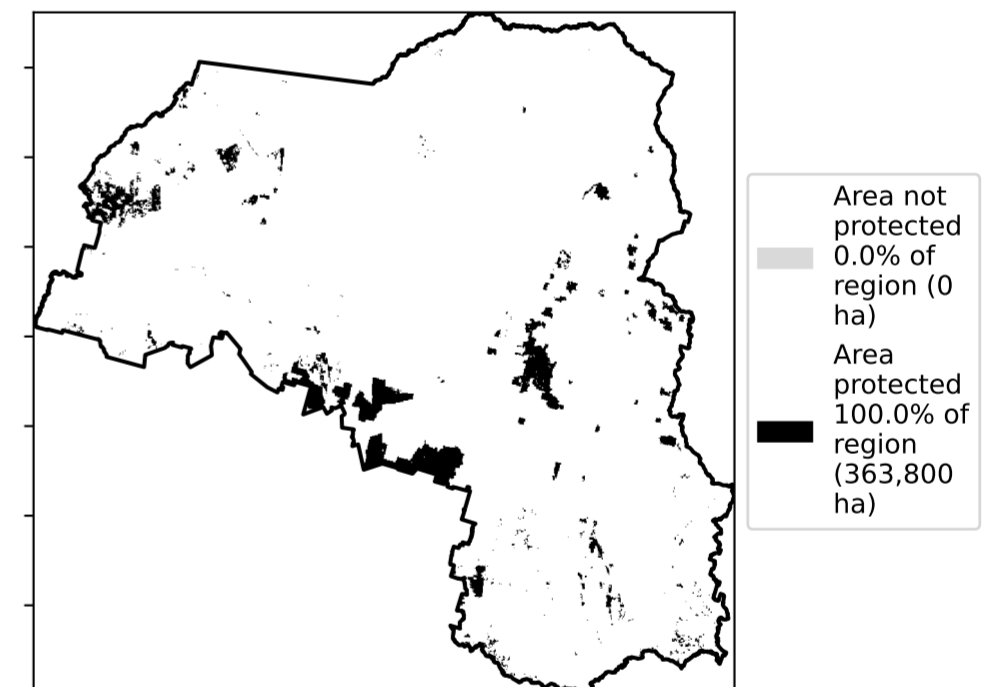 Area not
protected
0.0% of
region (0
ha)
Area
protected
100.0% of
region
(363,800
ha)